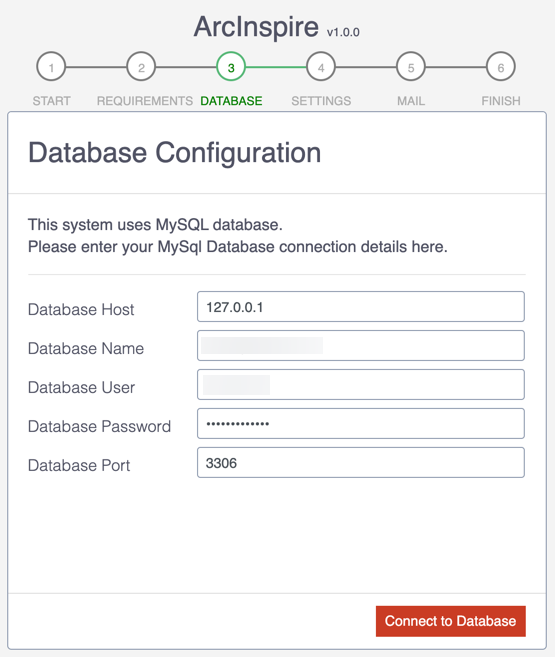 ArcInspire v1.0.0
1 2 3 4 5 6
START REQUIREMENTS DATABASE SETTINGS MAIL FINISH
Database Configuration
This system uses MySQL database.
Please enter your MySql Database connection details here.
Database Host 127.0.0.1
Database Name
Database User
Database Password •••••••••••••
Database Port 3306
Connect to Database